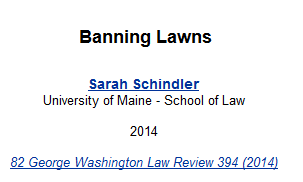 Banning Lawns
Sarah Schindler
University of Maine - School of Law
2014
82 George Washington Law Review 394 (2014)